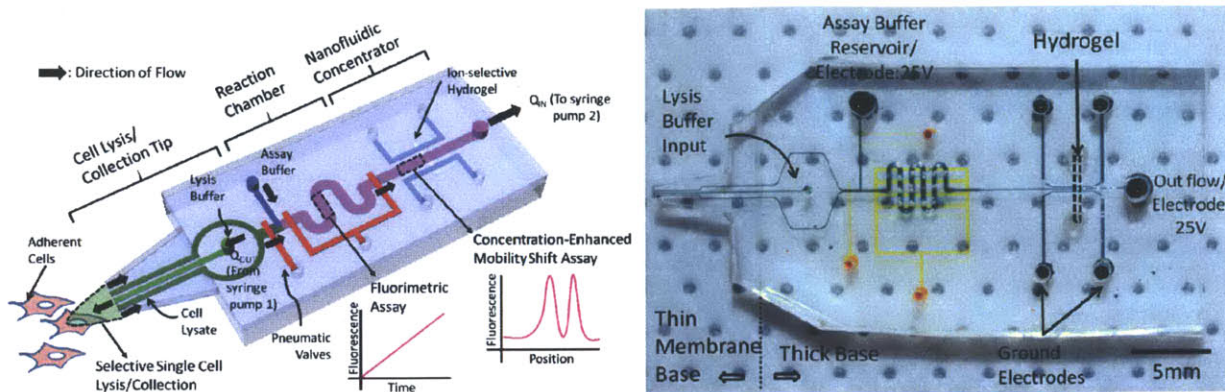 : Direction of Flow
Cell Lysis/
Collection Tip
Reaction
Chamber
Nanofluidic
Concentrator
Ion-selective
Hydrogel
Q_IN (To syringe
pump 2)
Assay
Buffer
Lysis
Buffer
Adherent
Cells
(From
syringe
pump 1)
Cell
Lysate
Selective Single Cell
Lysis/Collection
Pneumatic
Valves
Fluorimetric
Assay
Fluorescence
Time
Concentration-Enhanced
Mobility Shift Assay
Fluorescence
Position
Assay Buffer
Reservoir/
Electrode:25V
Hydrogel
Lysis
Buffer
Input
Out flow/
Electrode
25V
Thin
Membrane
Base
Thick Base
Ground
Electrodes
5mm